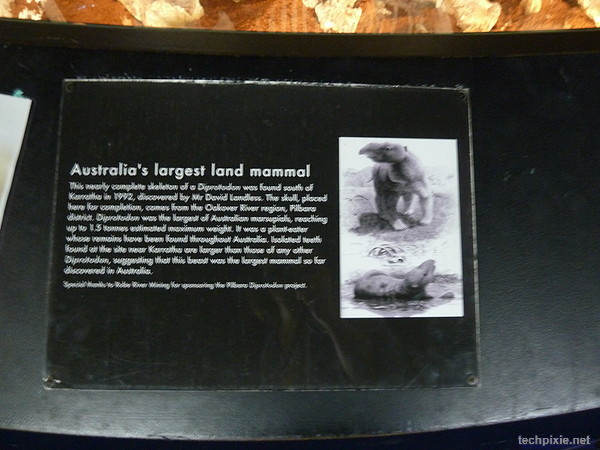 Australia's largest land mammal
This nearly complete skeleton of a Diprotodon was found south of
Karratha in 1992, discovered by Mr David Landless. The skull, placed
here for completion, comes from the Oakover River region, Pilbara
district. Diprotodon was the largest of Australian marsupials, reaching
up to 1.5 tonnes estimated maximum weight. It was a plant-eater
whose remains have been found throughout Australia. Isolated teeth
found at the site near Karratha are larger than those of any other
Diprotodon, suggesting that this beast was the largest mammal so far
discovered in Australia.
Special thanks to Robe River Mining for sponsoring the Pilbara Diprotodon project.
techpixie.net